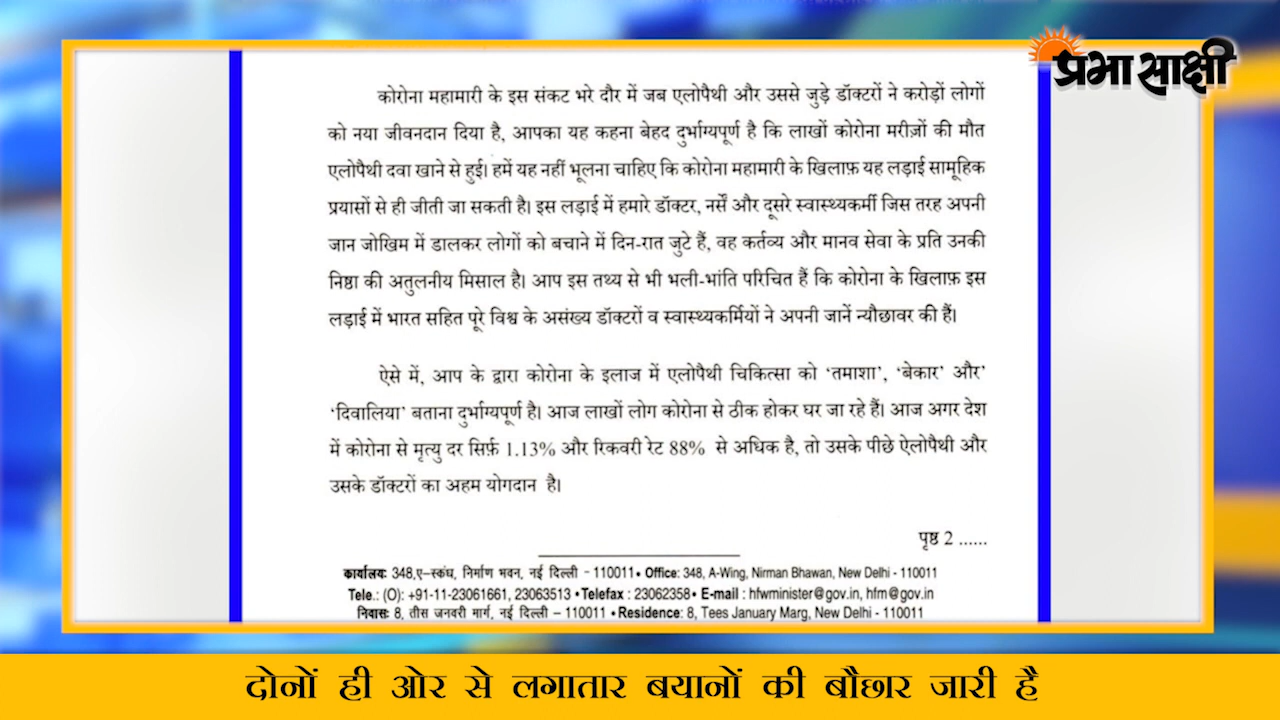 प्रभासाक्षी
कोरोना महामारी के इस संकट भरे दौर में जब एलोपैथी और उससे जुड़े डॉक्टरों ने करोड़ों लोगों
को नया जीवनदान दिया है, आपका यह कहना बेहद दुर्भाग्यपूर्ण है कि लाखों कोरोना मरीज़ों की मौत
एलोपैथी दवा खाने से हुई। हमें यह नहीं भूलना चाहिए कि कोरोना महामारी के खिलाफ़ यह लड़ाई सामूहिक
प्रयासों से ही जीती जा सकती है। इस लड़ाई में हमारे डॉक्टर, नर्सें और दूसरे स्वास्थ्यकर्मी जिस तरह अपनी
जान जोखिम में डालकर लोगों को बचाने में दिन-रात जुटे हैं, वह कर्तव्य और मानव सेवा के प्रति उनकी
निष्ठा की अतुलनीय मिसाल है। आप इस तथ्य से भी भली-भांति परिचित हैं कि कोरोना के खिलाफ़ इस
लड़ाई में भारत सहित पूरे विश्व के असंख्य डॉक्टरों व स्वास्थ्यकर्मियों ने अपनी जानें न्यौछावर की हैं।
ऐसे में, आप के द्वारा कोरोना के इलाज में एलोपैथी चिकित्सा को ‘तमाशा’, ‘बेकार’ और’
‘दिवालिया’ बताना दुर्भाग्यपूर्ण है। आज लाखों लोग कोरोना से ठीक होकर घर जा रहे हैं। आज अगर देश
में कोरोना से मृत्यु दर सिर्फ़ 1.13% और रिकवरी रेट 88% से अधिक है, तो उसके पीछे ऐलोपैथी और
उसके डॉक्टरों का अहम योगदान है।
पृष्ठ 2 ......
कार्यालय: 348,ए-स्कंध, निर्माण भवन, नई दिल्ली - 110011 • Office: 348, A-Wing, Nirman Bhawan, New Delhi - 110011
Tele.: (O): +91-11-23061661, 23063513 • Telefax : 23062358 • E-mail : hfwminister@gov.in, hfm@gov.in
निवास: 8, तीस जनवरी मार्ग, नई दिल्ली - 110011 • Residence: 8, Tees January Marg, New Delhi - 110011
दोनों ही ओर से लगातार बयानों की बौछार जारी है